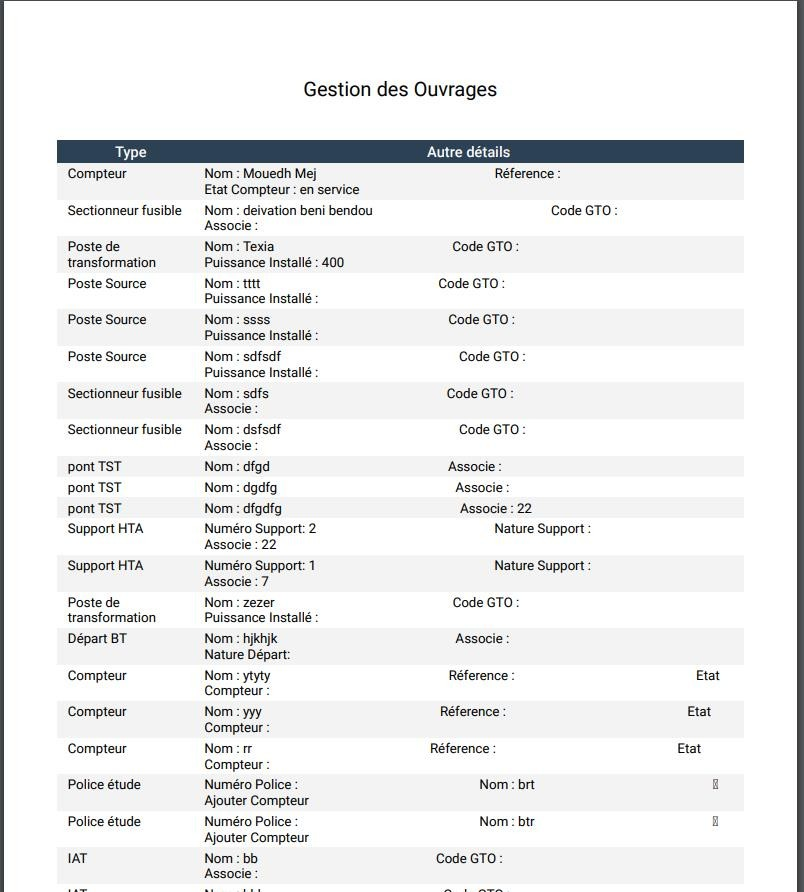 Gestion des Ouvrages
Type Autre détails
Compteur Nom : Mouedh Mej Réference :
Etat Compteur : en service
Sectionneur fusible Nom : deivation beni bendou Code GTO :
Associe :
Poste de Nom : Texia Code GTO :
transformation Puissance Installé : 400
Poste Source Nom : tttt Code GTO :
Puissance Installé :
Poste Source Nom : ssss Code GTO :
Puissance Installé :
Poste Source Nom : sdfsdf Code GTO :
Puissance Installé :
Sectionneur fusible Nom : sdfs Code GTO :
Associe :
Sectionneur fusible Nom : dsfsdf Code GTO :
Associe :
pont TST Nom : dfgd Associe :
pont TST Nom : dgdfg Associe :
pont TST Nom : dfgdfg Associe : 22
Support HTA Numéro Support: 2 Nature Support :
Associe : 22
Support HTA Numéro Support: 1 Nature Support :
Associe : 7
Poste de Nom : zezer Code GTO :
transformation Puissance Installé :
Départ BT Nom : hjkhjk Associe :
Nature Départ:
Compteur Nom : ytyty Réference : Etat
Compteur :
Compteur Nom : yyy Réference : Etat
Compteur :
Compteur Nom : rr Réference : Etat
Compteur :
Police étude Numéro Police : Nom : brt
Ajouter Compteur
Police étude Numéro Police : Nom : btr
Ajouter Compteur
IAT Nom : bb Code GTO :
Associe :